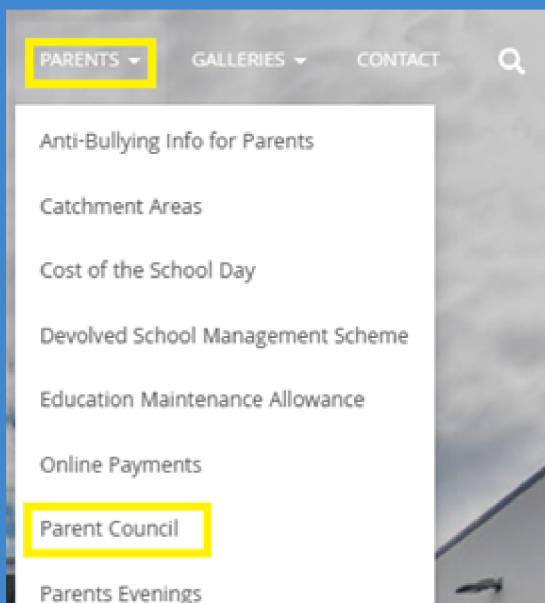 PARENTS GALLERIES CONTACT
Anti-Bullying Info for Parents
Catchment Areas
Cost of the School Day
Devolved School Management Scheme
Education Maintenance Allowance
Online Payments
Parent Council
Parents Evenings